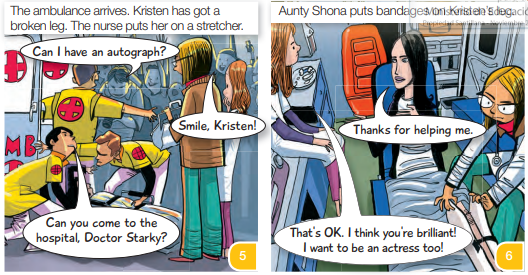 The ambulance arrives. Kristen has got a
broken leg. The nurse puts her on a stretcher.
Can I have an autograph?
Smile, Kristen!
Can you come to the
hospital, Doctor Starky?
5
Aunty Shona puts bandages on Kristen's leg.
Thanks for helping me.
That's OK. I think you're brilliant!
I want to be an actress too!
6